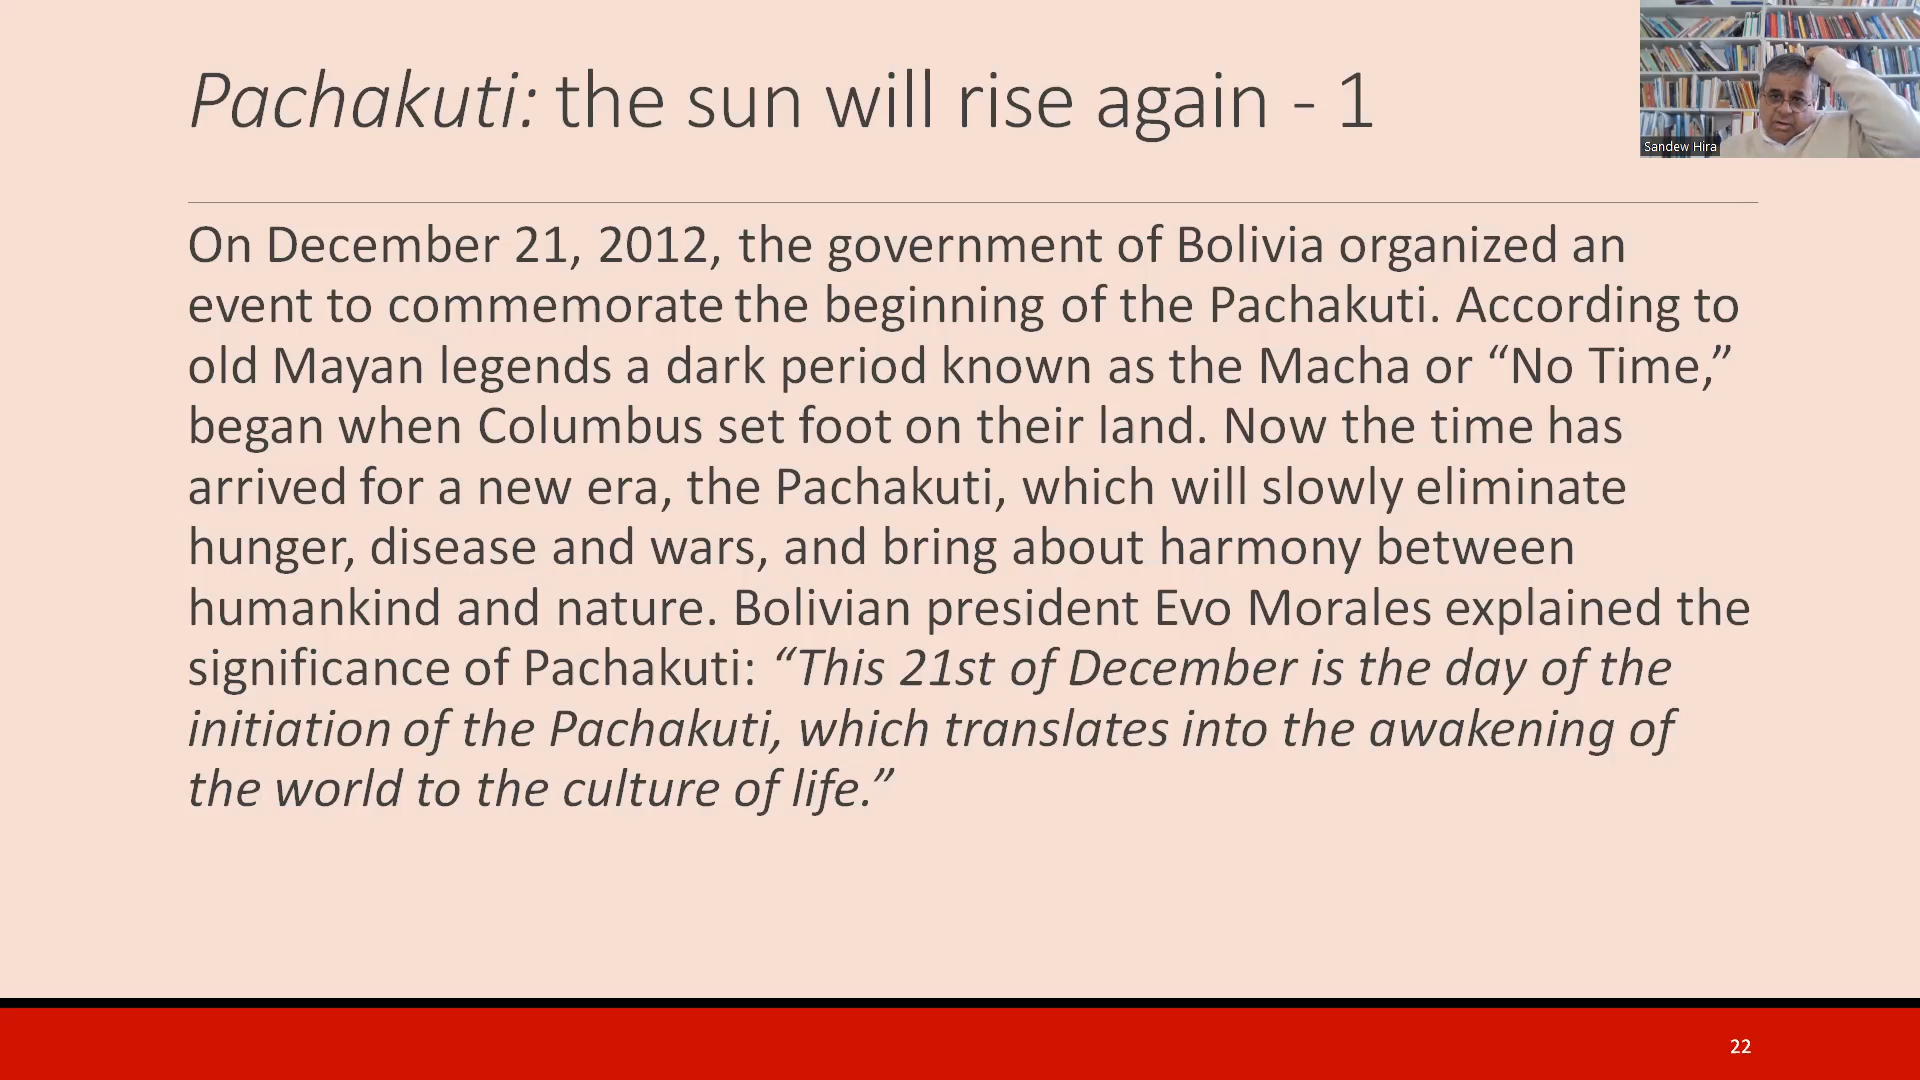 Pachakuti: the sun will rise again - 1
Sandew Hira
On December 21, 2012, the government of Bolivia organized an
event to commemorate the beginning of the Pachakuti. According to
old Mayan legends a dark period known as the Macha or “No Time,”
began when Columbus set foot on their land. Now the time has
arrived for a new era, the Pachakuti, which will slowly eliminate
hunger, disease and wars, and bring about harmony between
humankind and nature. Bolivian president Evo Morales explained the
significance of Pachakuti: “This 21st of December is the day of the
initiation of the Pachakuti, which translates into the awakening of
the world to the culture of life.”
22